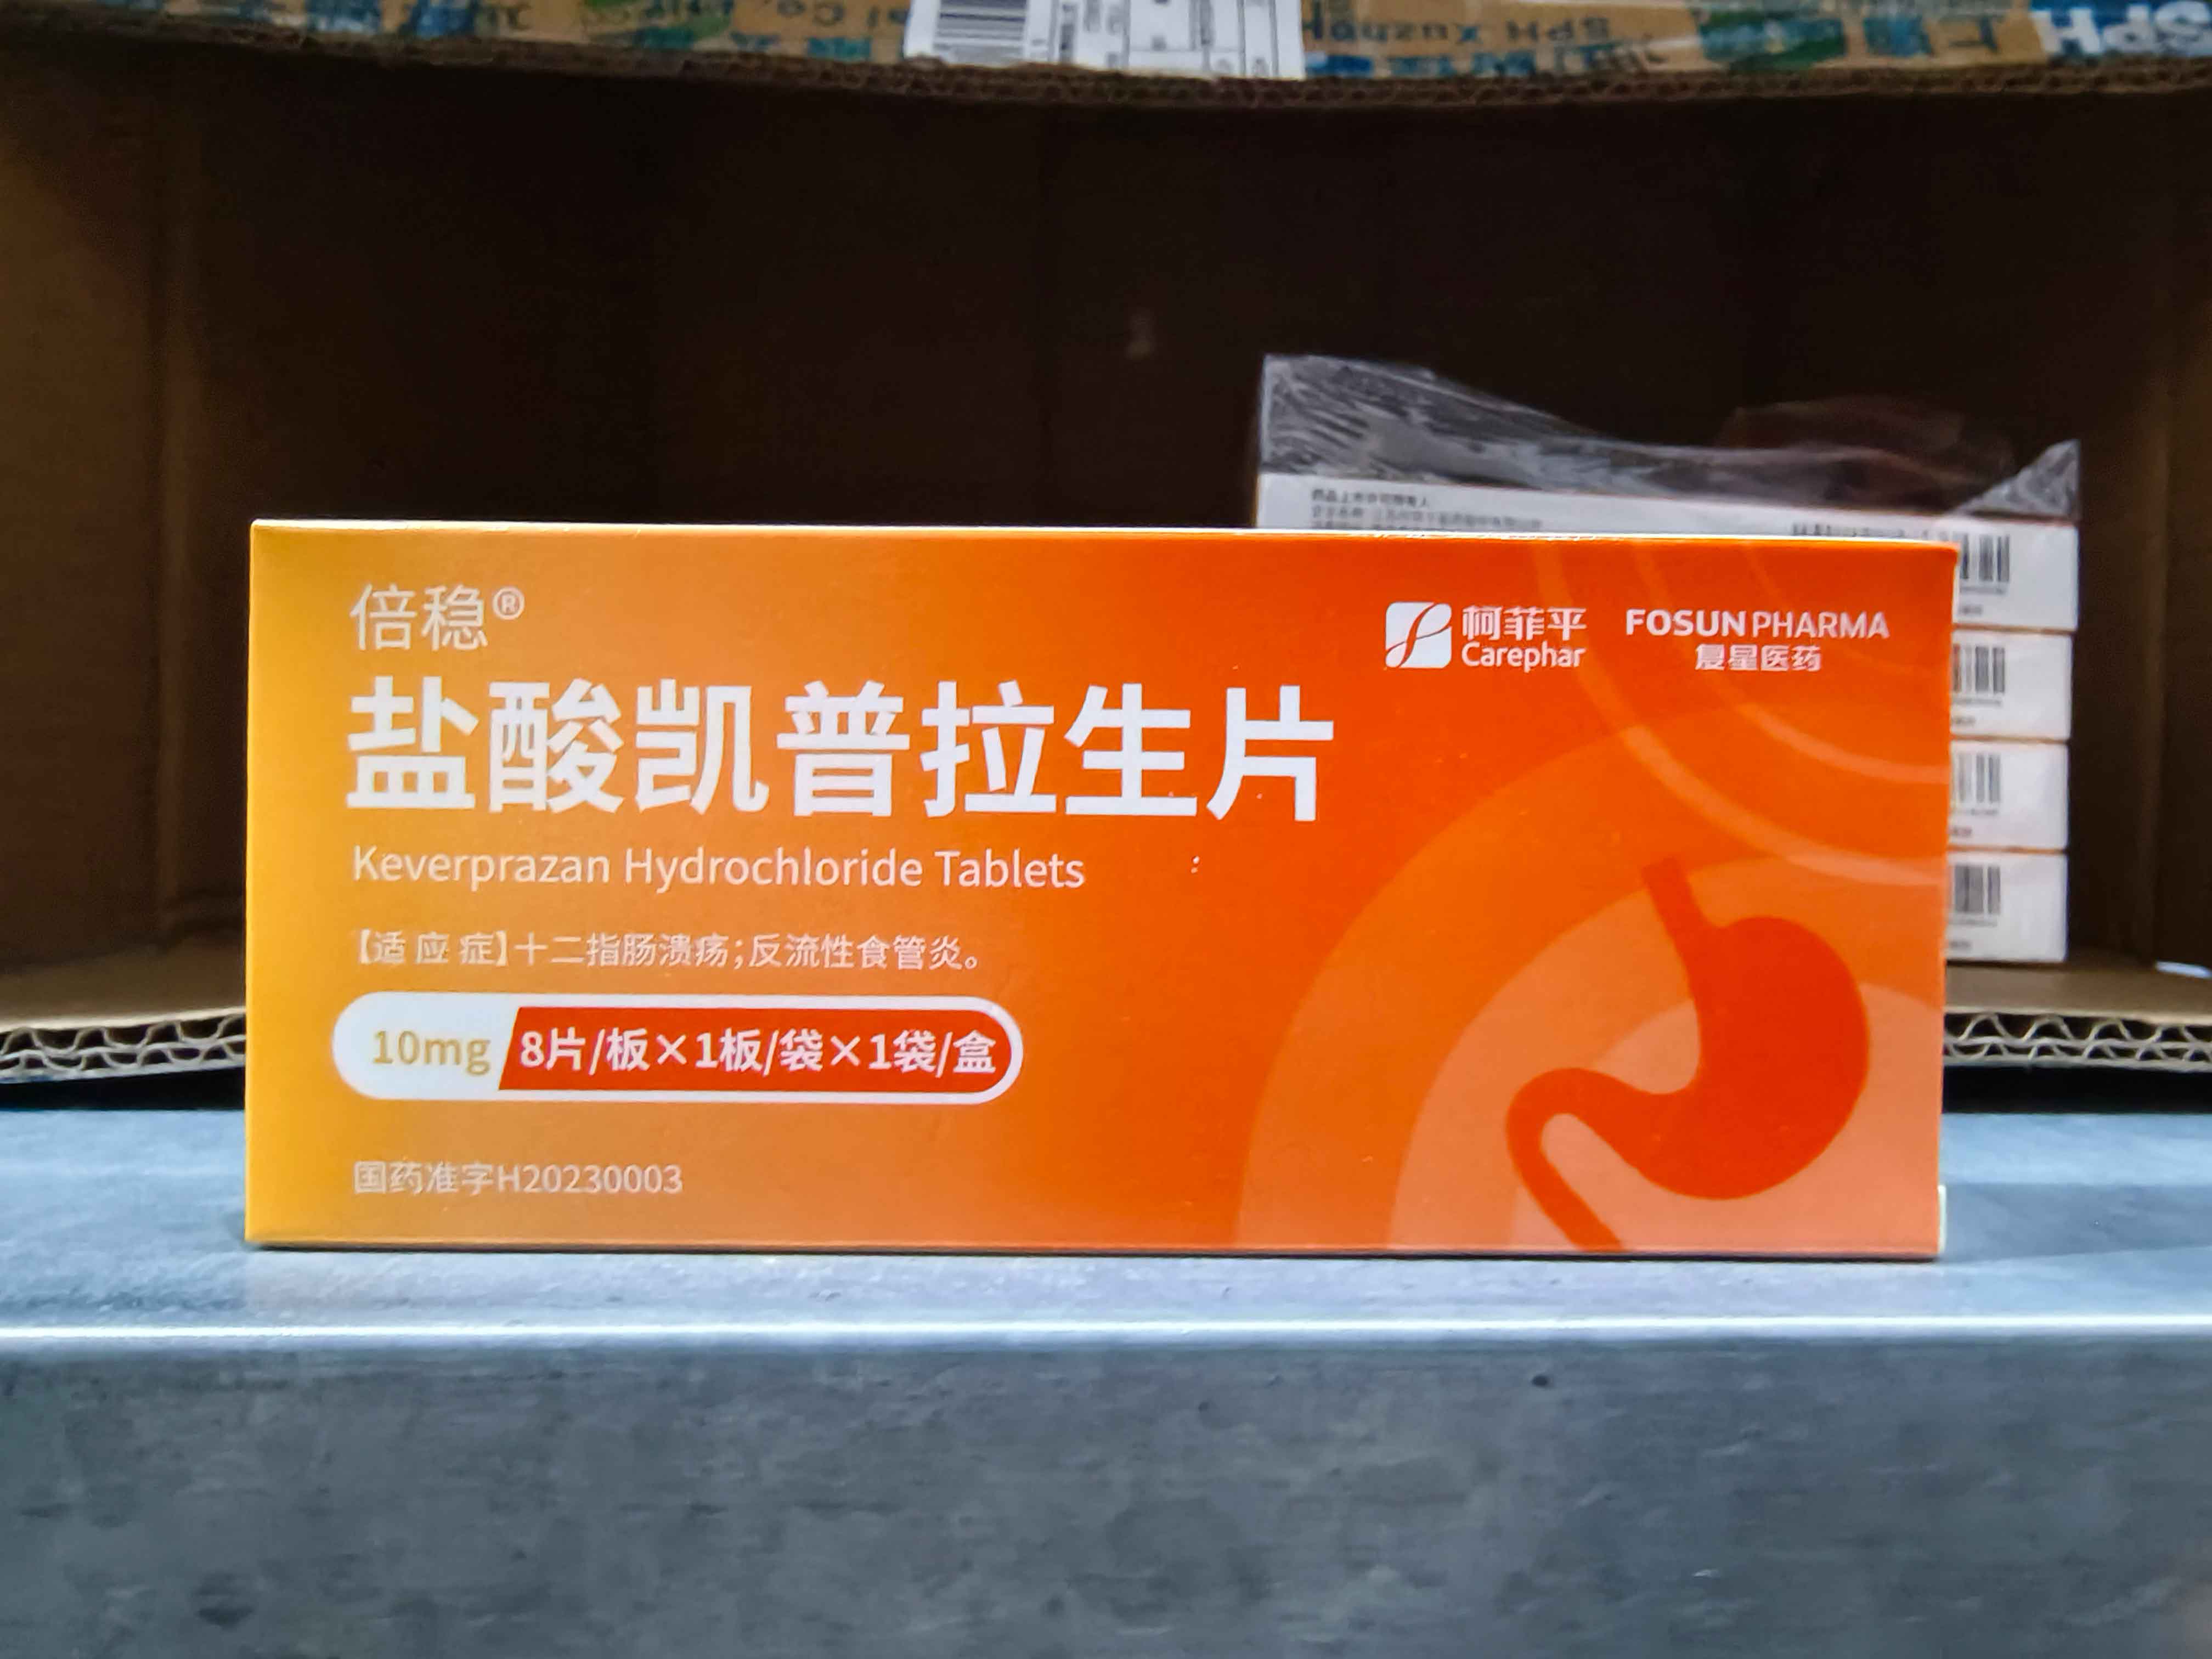 SPH
倍稳®
柯菲平
Carephar
FOSUN PHARMA
复星医药
盐酸凯普拉生片
Keverprazan Hydrochloride Tablets
【适应症】十二指肠溃疡;反流性食管炎。
10mg 8片/板×1板/袋×1袋/盒
国药准字H20230003